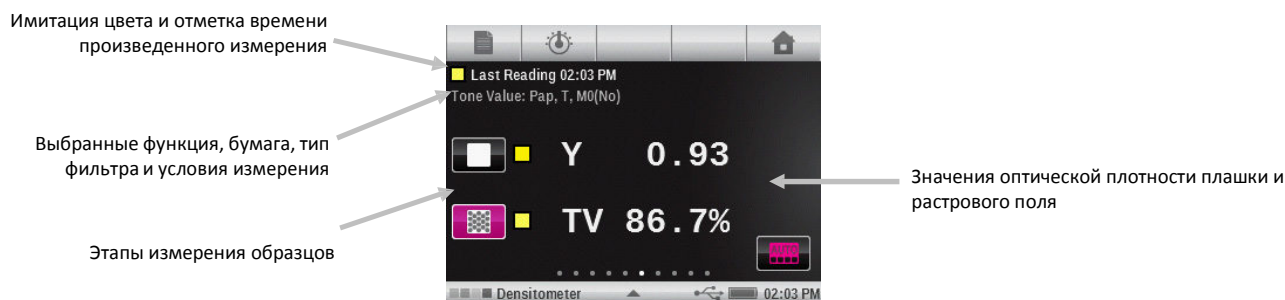 Имитация цвета и отметка времени
произведенного измерения
Last Reading 02:03 PM
Tone Value: Pap, T, M0(No)
Выбранные функция, бумага, тип
фильтра и условия измерения
Y 0.93
Значения оптической плотности плашки и
растрового поля
TV 86.7%
Этапы измерения образцов
AUTO
Densitometer 02:03 PM